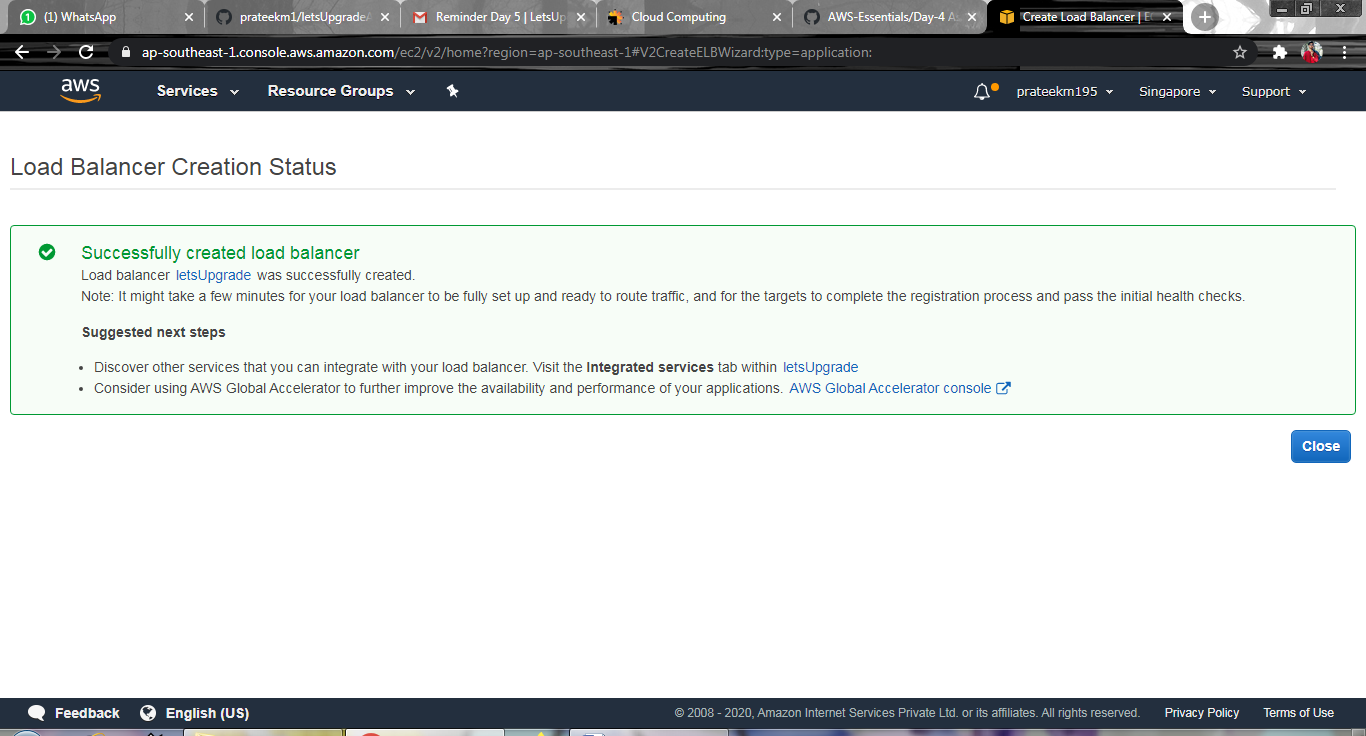 (1) WhatsApp
prateekm1/letsUpgradeA
Reminder Day 5 | LetsUp
Cloud Computing
AWS-Essentials/Day-4 As
Create Load Balancer | EC
ap-southeast-1.console.aws.amazon.com/ec2/v2/home?region=ap-southeast-1#V2CreateELBWizard:type=application:
aws
Services
Resource Groups
prateekm195
Singapore
Support
Load Balancer Creation Status
Successfully created load balancer
Load balancer letsUpgrade was successfully created.
Note: It might take a few minutes for your load balancer to be fully set up and ready to route traffic, and for the targets to complete the registration process and pass the initial health checks.
Suggested next steps
• Discover other services that you can integrate with your load balancer. Visit the Integrated services tab within letsUpgrade
• Consider using AWS Global Accelerator to further improve the availability and performance of your applications. AWS Global Accelerator console
Close
Feedback
English (US)
© 2008 - 2020, Amazon Internet Services Private Ltd. or its affiliates. All rights reserved.
Privacy Policy
Terms of Use